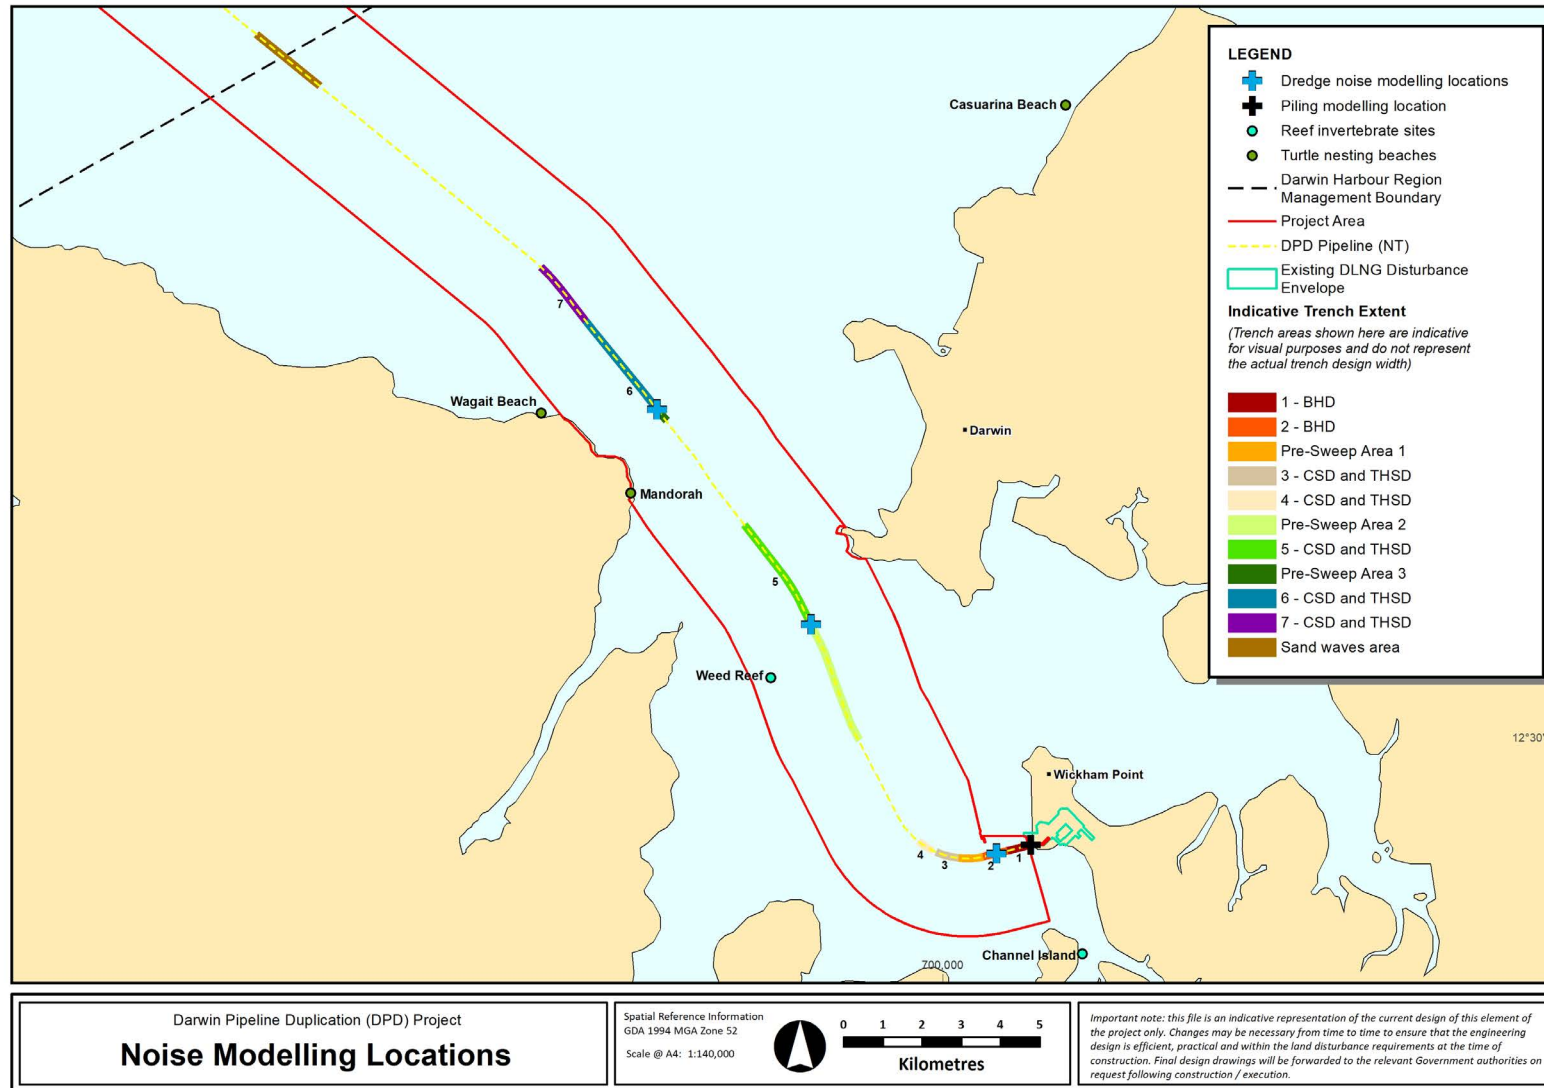 Casuarina Beach
7
6
Wagait Beach
Darwin
Mandorah
5
Weed Reef
12°30'
Wickham Point
4
3
2
1
Channel Island
700,000
LEGEND
Dredge noise modelling locations
Piling modelling location
Reef invertebrate sites
Turtle nesting beaches
Darwin Harbour Region
Management Boundary
Project Area
DPD Pipeline (NT)
Existing DLNG Disturbance
Envelope
Indicative Trench Extent
(Trench areas shown here are indicative
for visual purposes and do not represent
the actual trench design width)
1 - BHD
2 - BHD
Pre-Sweep Area 1
3 - CSD and THSD
4 - CSD and THSD
Pre-Sweep Area 2
5 - CSD and THSD
Pre-Sweep Area 3
6 - CSD and THSD
7 - CSD and THSD
Sand waves area
Darwin Pipeline Duplication (DPD) Project
Noise Modelling Locations
Spatial Reference Information
GDA 1994 MGA Zone 52
Scale @ A4: 1:140,000
0 1 2 3 4 5
Kilometres
Important note: this file is an indicative representation of the current design of this element of
the project only. Changes may be necessary from time to time to ensure that the engineering
design is efficient, practical and within the land disturbance requirements at the time of
construction. Final design drawings will be forwarded to the relevant Government authorities on
request following construction / execution.